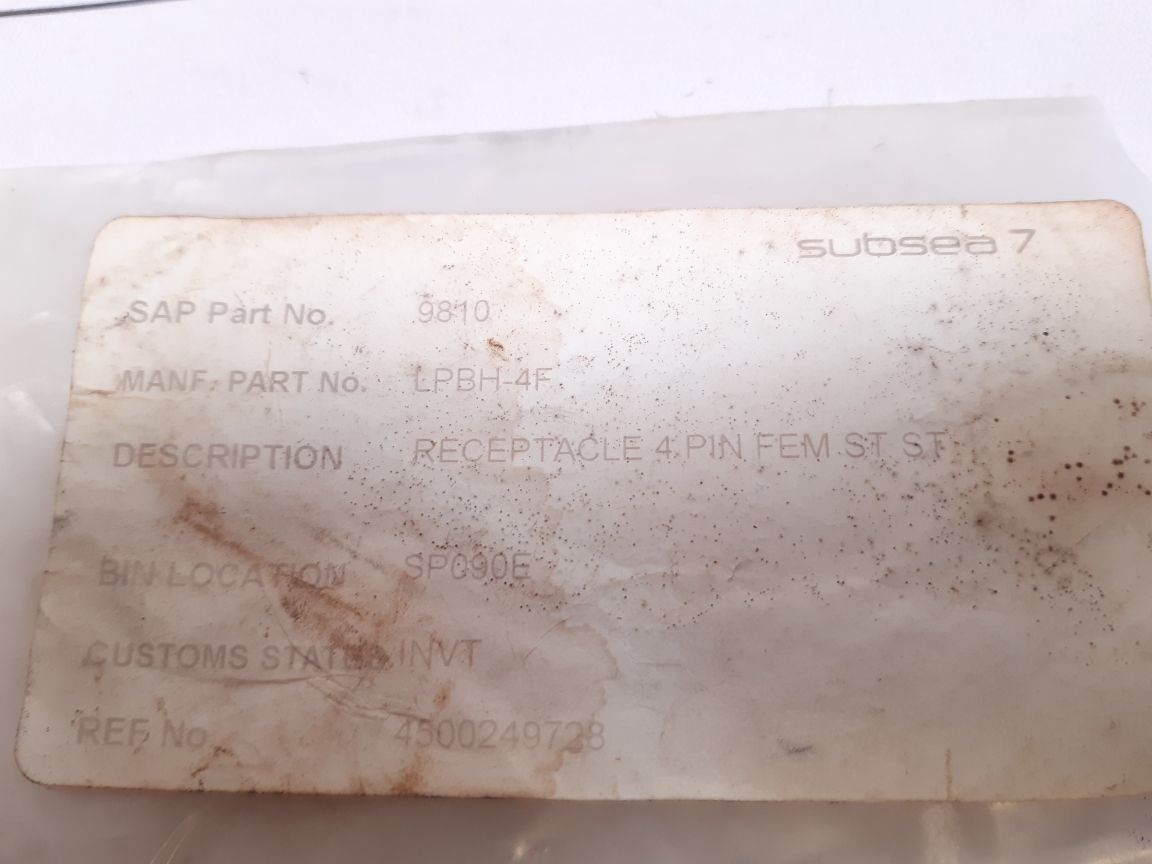 subsea 7
SAP Part No. 9810
MANF. PART No. LPBH-4F
DESCRIPTION RECEPTACLE 4 PIN FEM ST ST
BIN LOCATION SP090E
CUSTOMS STATUS INVT
REF No 4500249728